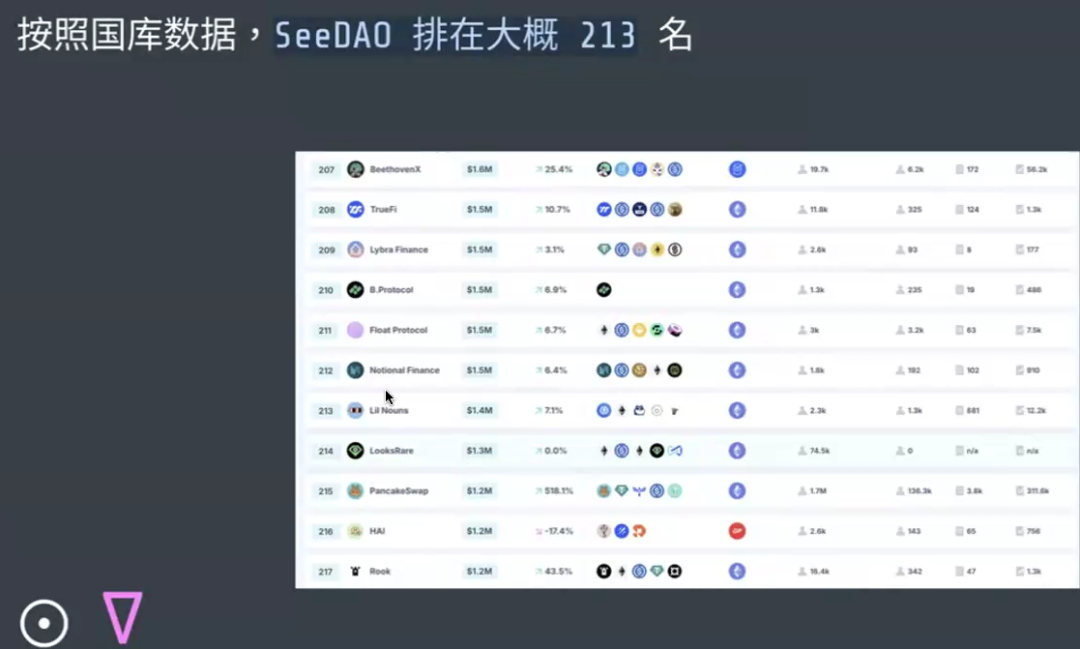 按照国库数据，SeeDAO 排在大概 213 名
207 BeethovenX $1.6M 25.4% 19.7k 6.2k 172 56.2k
208 TrueFi $1.5M 10.7% 11.8k 325 124 1.3k
209 Lybra Finance $1.5M 3.1% 2.6k 93 8 177
210 B.Protocol $1.5M 6.9% 1.3k 235 19 486
211 Float Protocol $1.5M 6.7% 3k 3.2k 63 7.5k
212 Notional Finance $1.5M 6.4% 1.8k 192 102 910
213 Lil Nouns $1.4M 7.1% 2.3k 1.3k 681 12.2k
214 LooksRare $1.3M 0.0% 74.5k 0 n/a n/a
215 PancakeSwap $1.2M 518.1% 1.7M 136.3k 3.8k 311.6k
216 HAI $1.2M -17.4% 2.6k 143 65 756
217 Rook $1.2M 43.5% 16.4k 342 47 1.3k